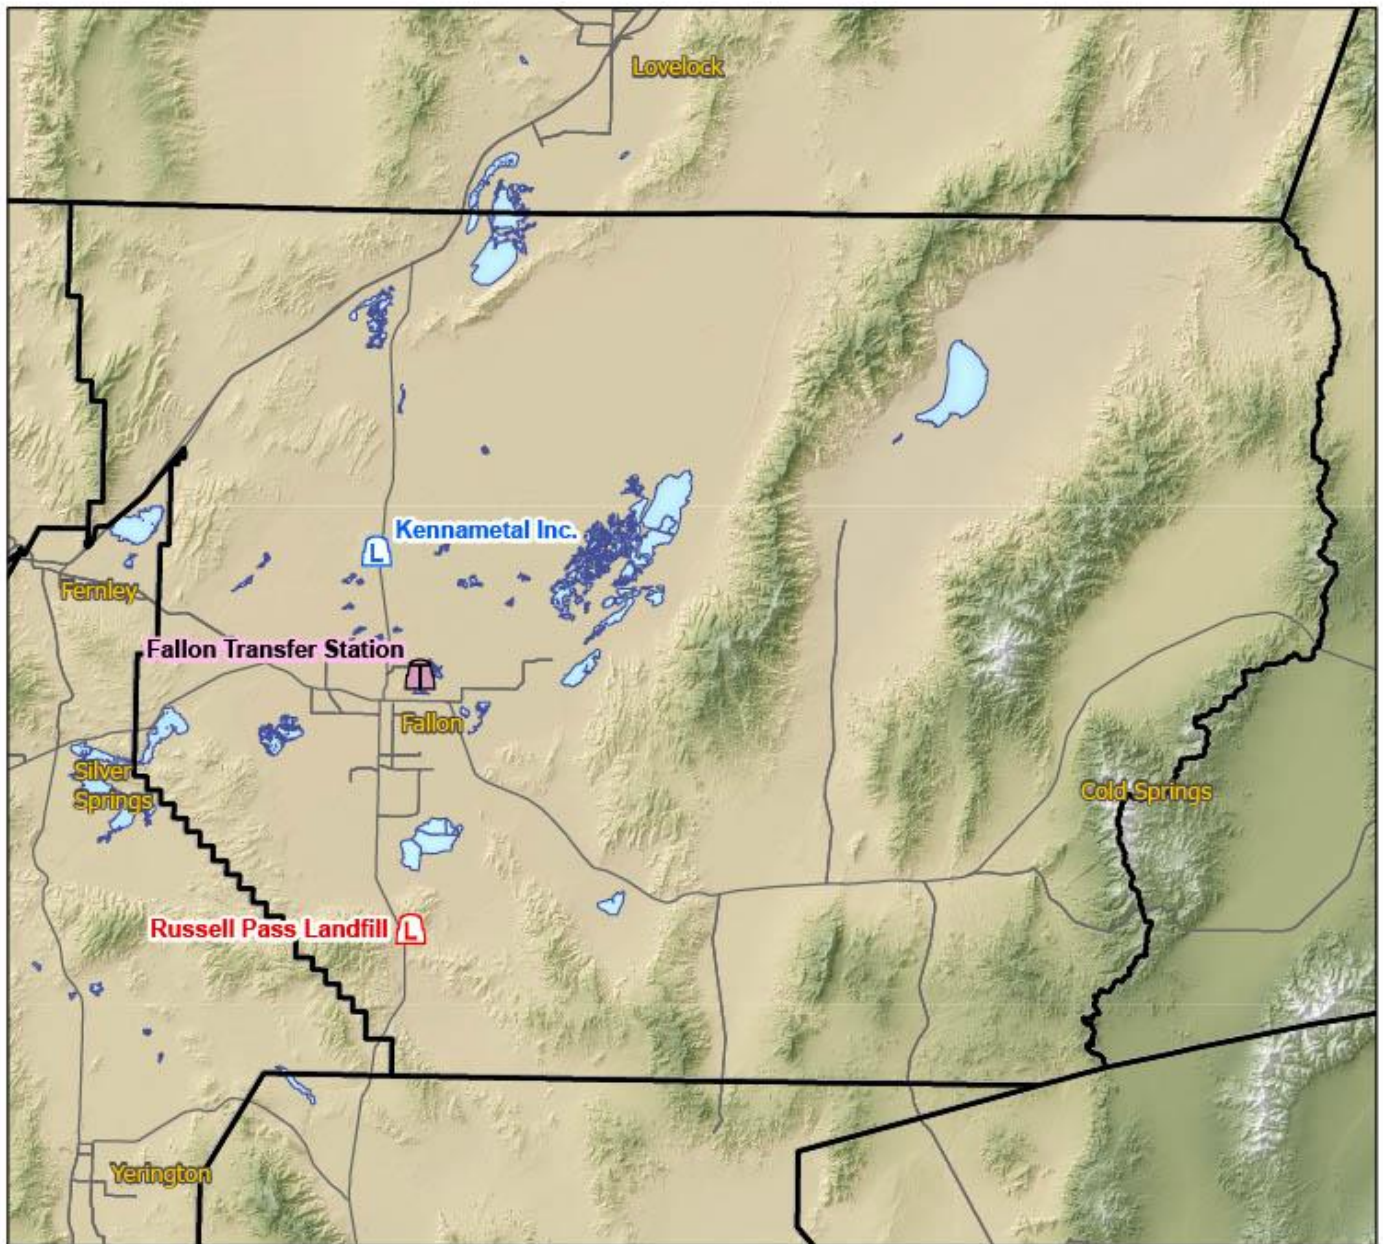 Lovelock
Kennametal Inc.
L
Fernley
Fallon Transfer Station
T
Fallon
Silver
Springs
Cold Springs
Russell Pass Landfill
L
Yerington